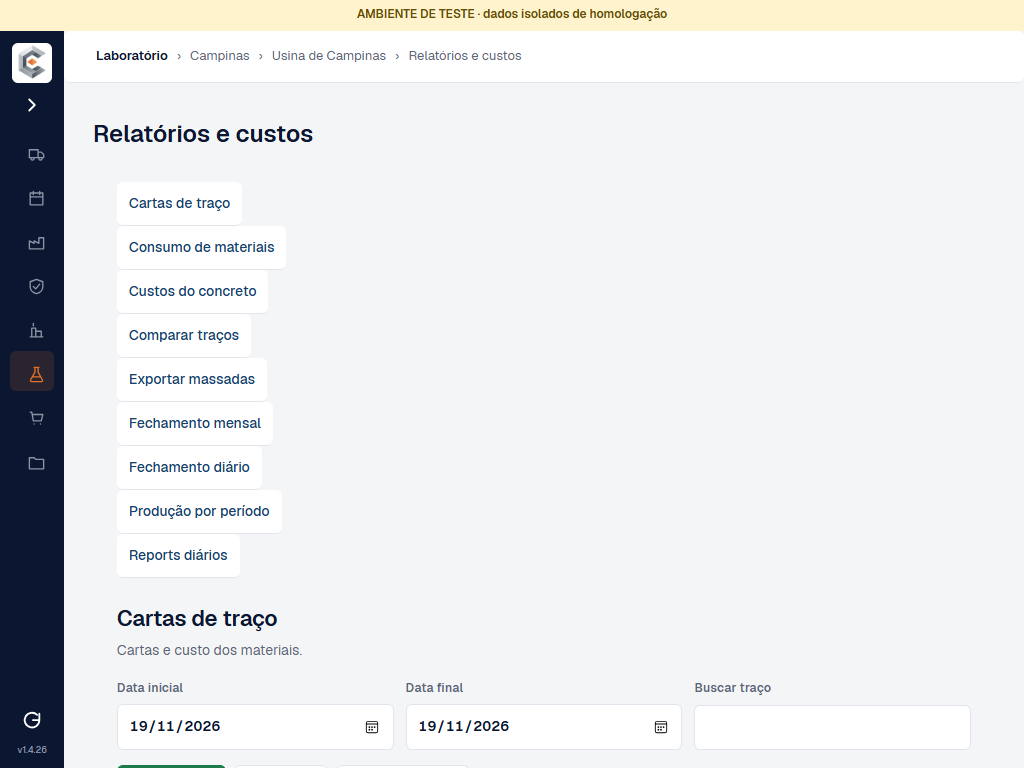 AMBIENTE DE TESTE · dados isolados de homologação
Laboratório › Campinas › Usina de Campinas › Relatórios e custos
Relatórios e custos
Cartas de traço
Consumo de materiais
Custos do concreto
Comparar traços
Exportar massadas
Fechamento mensal
Fechamento diário
Produção por período
Reports diários
Cartas de traço
Cartas e custo dos materiais.
Data inicial
Data final
Buscar traço
19/11/2026
19/11/2026
v1.4.26